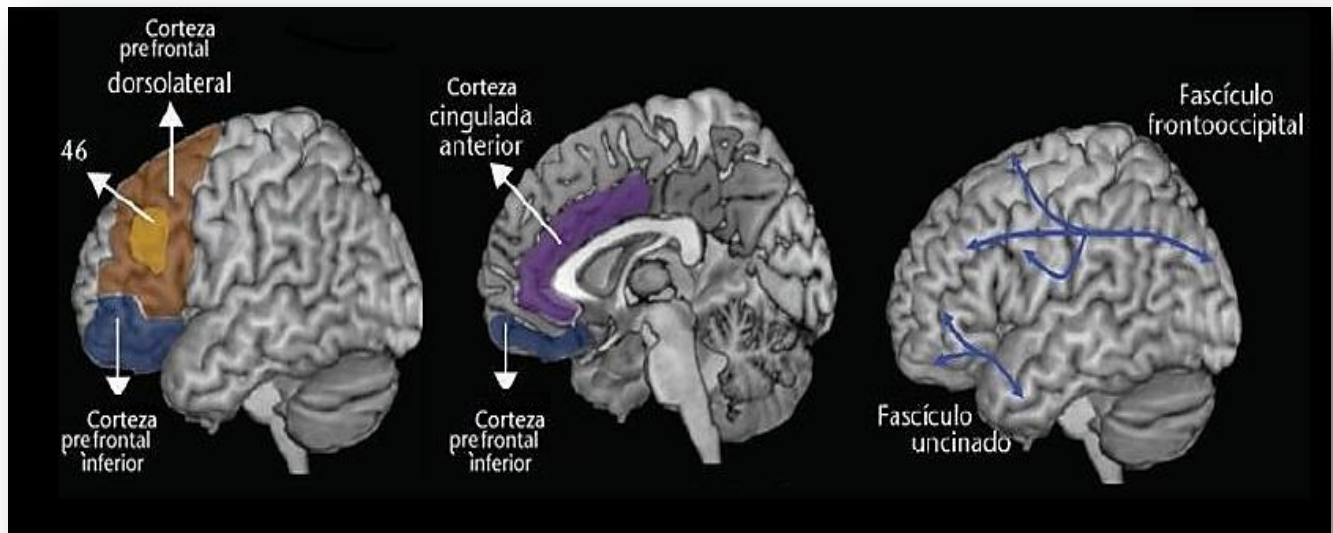 Corteza
prefrontal
dorsolateral
46
Corteza
prefrontal
inferior
Corteza
cingulada
anterior
Corteza
prefrontal
inferior
Fascículo
frontooccipital
Fascículo
uncinado